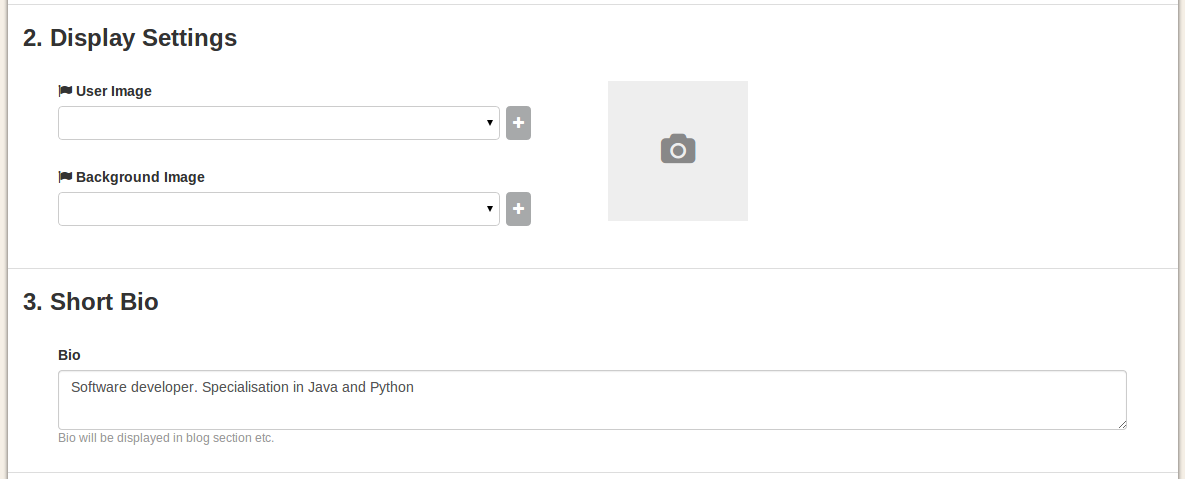 2. Display Settings
User Image
Background Image
3. Short Bio
Bio
Software developer. Specialisation in Java and Python
Bio will be displayed in blog section etc.